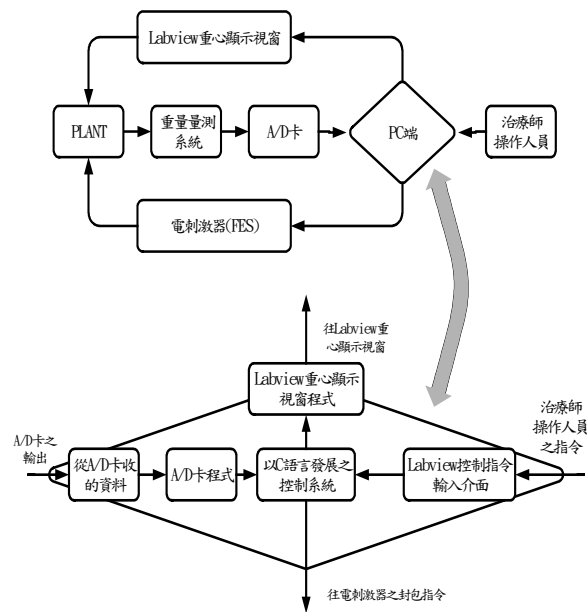 Labview重心顯示視窗
PLANT
重量量測
系統
A/D卡
PC端
治療師
操作人員
電刺激器(FES)
往Labview重
心顯示視窗
Labview重心顯示
視窗程式
治療師
操作人員
之指令
A/D卡之
輸出
從A/D卡收
的資料
A/D卡程式
以C語言發展之
控制系統
Labview控制指令
輸入介面
往電刺激器之封包指令